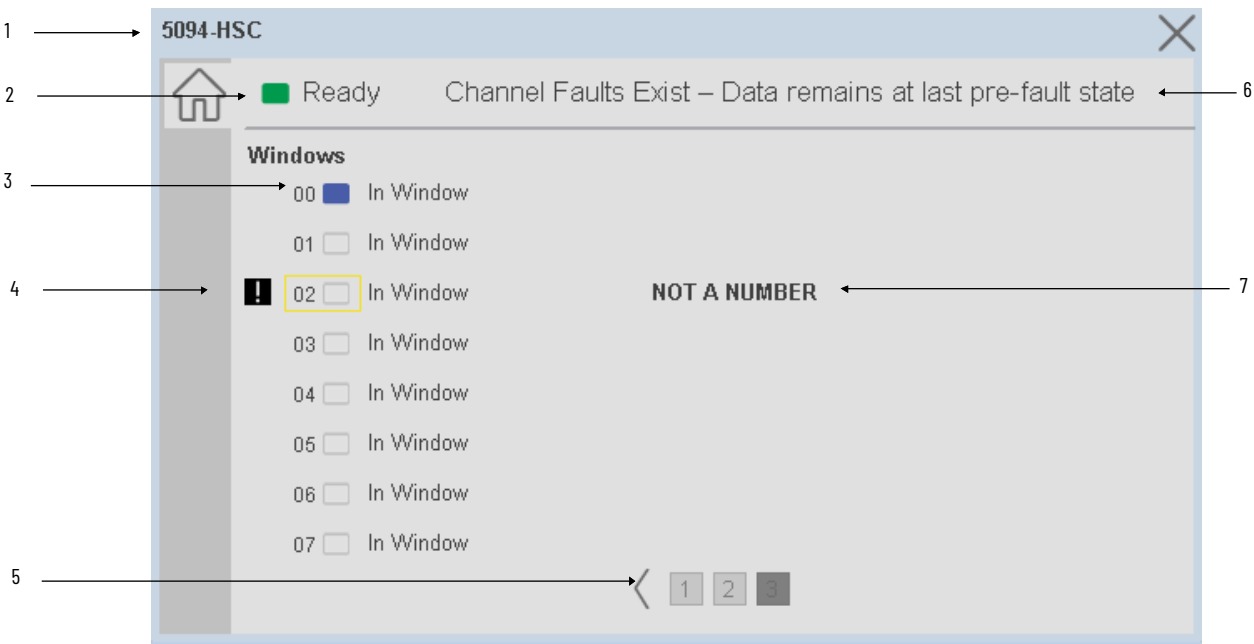 1 5094-HSC
2 Ready Channel Faults Exist – Data remains at last pre-fault state 6
Windows
3 00 In Window
01 In Window
4 ! 02 In Window NOT A NUMBER 7
03 In Window
04 In Window
05 In Window
06 In Window
07 In Window
5 1 2 3